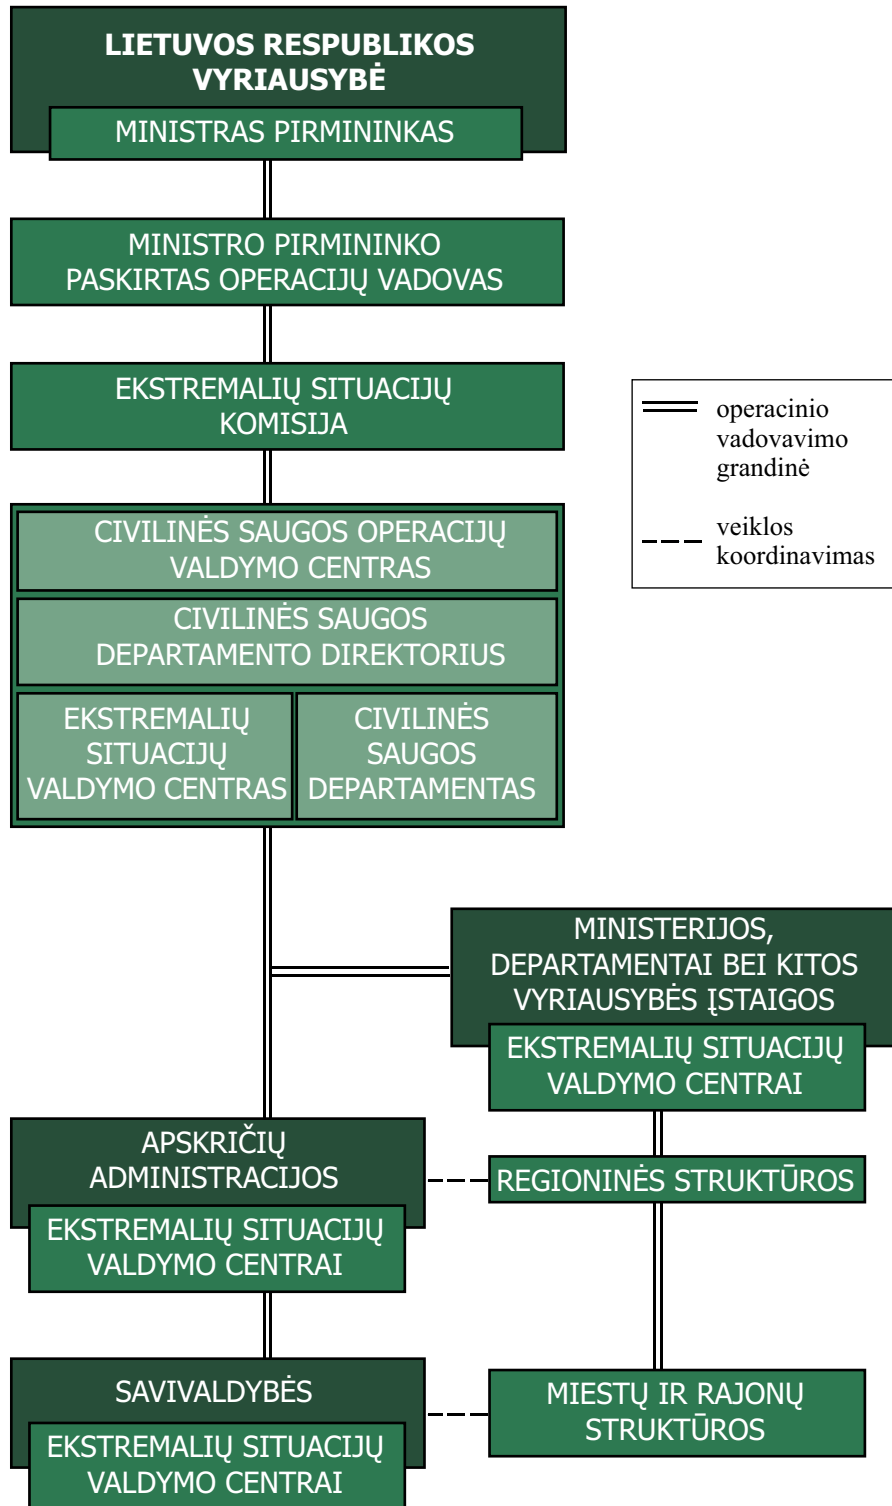 LIETUVOS RESPUBLIKOS
VYRIAUSYBĖ
MINISTRAS PIRMININKAS
MINISTRO PIRMININKO
PASKIRTAS OPERACIJŲ VADOVAS
EKSTREMALIŲ SITUACIJŲ
KOMISIJA
operacinio
vadovavimo
grandinė
veiklos
koordinavimas
CIVILINĖS SAUGOS OPERACIJŲ
VALDYMO CENTRAS
CIVILINĖS SAUGOS
DEPARTAMENTO DIREKTORIUS
EKSTREMALIŲ
SITUACIJŲ
VALDYMO CENTRAS
CIVILINĖS
SAUGOS
DEPARTAMENTAS
MINISTERIJOS,
DEPARTAMENTAI BEI KITOS
VYRIAUSYBĖS ĮSTAIGOS
EKSTREMALIŲ SITUACIJŲ
VALDYMO CENTRAI
APSKRIČIŲ
ADMINISTRACIJOS
EKSTREMALIŲ SITUACIJŲ
VALDYMO CENTRAI
REGIONINĖS STRUKTŪROS
SAVIVALDYBĖS
EKSTREMALIŲ SITUACIJŲ
VALDYMO CENTRAI
MIESTŲ IR RAJONŲ
STRUKTŪROS